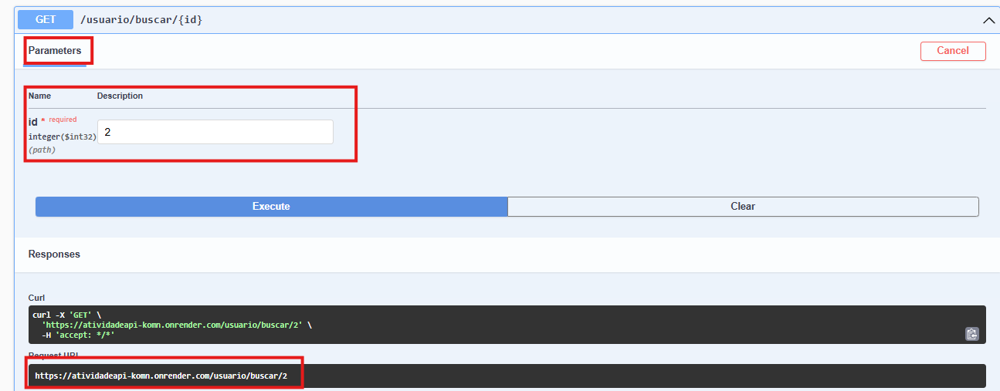 GET /usuario/buscar/{id}
Parameters
Cancel
Name Description
id * required
integer($int32)
(path)
2
Execute Clear
Responses
Curl
curl -X 'GET' \
'https://atividadeapi-komn.onrender.com/usuario/buscar/2' \
-H 'accept: */*'
Request URL
https://atividadeapi-komn.onrender.com/usuario/buscar/2